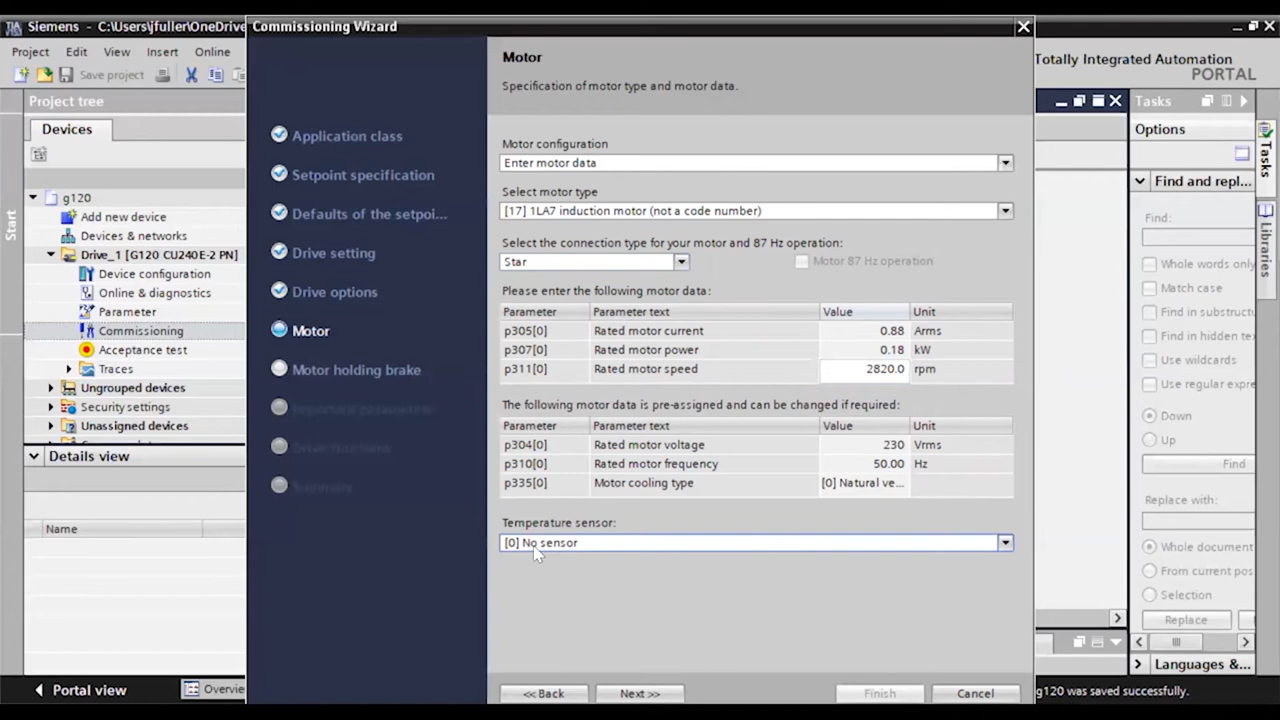 Siemens - C:\Users\jfuller\OneDrive
Project Edit View Insert Online
Save project
Totally Integrated Automation
PORTAL
Start
Project tree
Devices
g120
Add new device
Devices & networks
Drive_1 [G120 CU240E-2 PN]
Device configuration
Online & diagnostics
Parameter
Commissioning
Acceptance test
Traces
Ungrouped devices
Security settings
Unassigned devices
Details view
Name
Portal view
Overvie
Commissioning Wizard
Application class
Setpoint specification
Defaults of the setpoi...
Drive setting
Drive options
Motor
Motor holding brake
Important parameters
Drive functions
Summary
Motor
Specification of motor type and motor data.
Motor configuration
Enter motor data
Select motor type
[17] 1LA7 induction motor (not a code number)
Select the connection type for your motor and 87 Hz operation:
Star Motor 87 Hz operation
Please enter the following motor data:
Parameter Parameter text Value Unit
p305[0] Rated motor current 0.88 Arms
p307[0] Rated motor power 0.18 kW
p311[0] Rated motor speed 2820.0 rpm
The following motor data is pre-assigned and can be changed if required:
Parameter Parameter text Value Unit
p304[0] Rated motor voltage 230 Vrms
p310[0] Rated motor frequency 50.00 Hz
p335[0] Motor cooling type [0] Natural ve...
Temperature sensor:
[0] No sensor
<< Back Next >> Finish Cancel
Tasks
Options
Find and repl...
Find:
Whole words only
Match case
Find in substructu
Find in hidden te
Use wildcards
Use regular expre
Down
Up
Find
Replace with:
Whole document
From current pos
Selection
Replace
Languages &...
g120 was saved successfully.
Tasks
Libraries